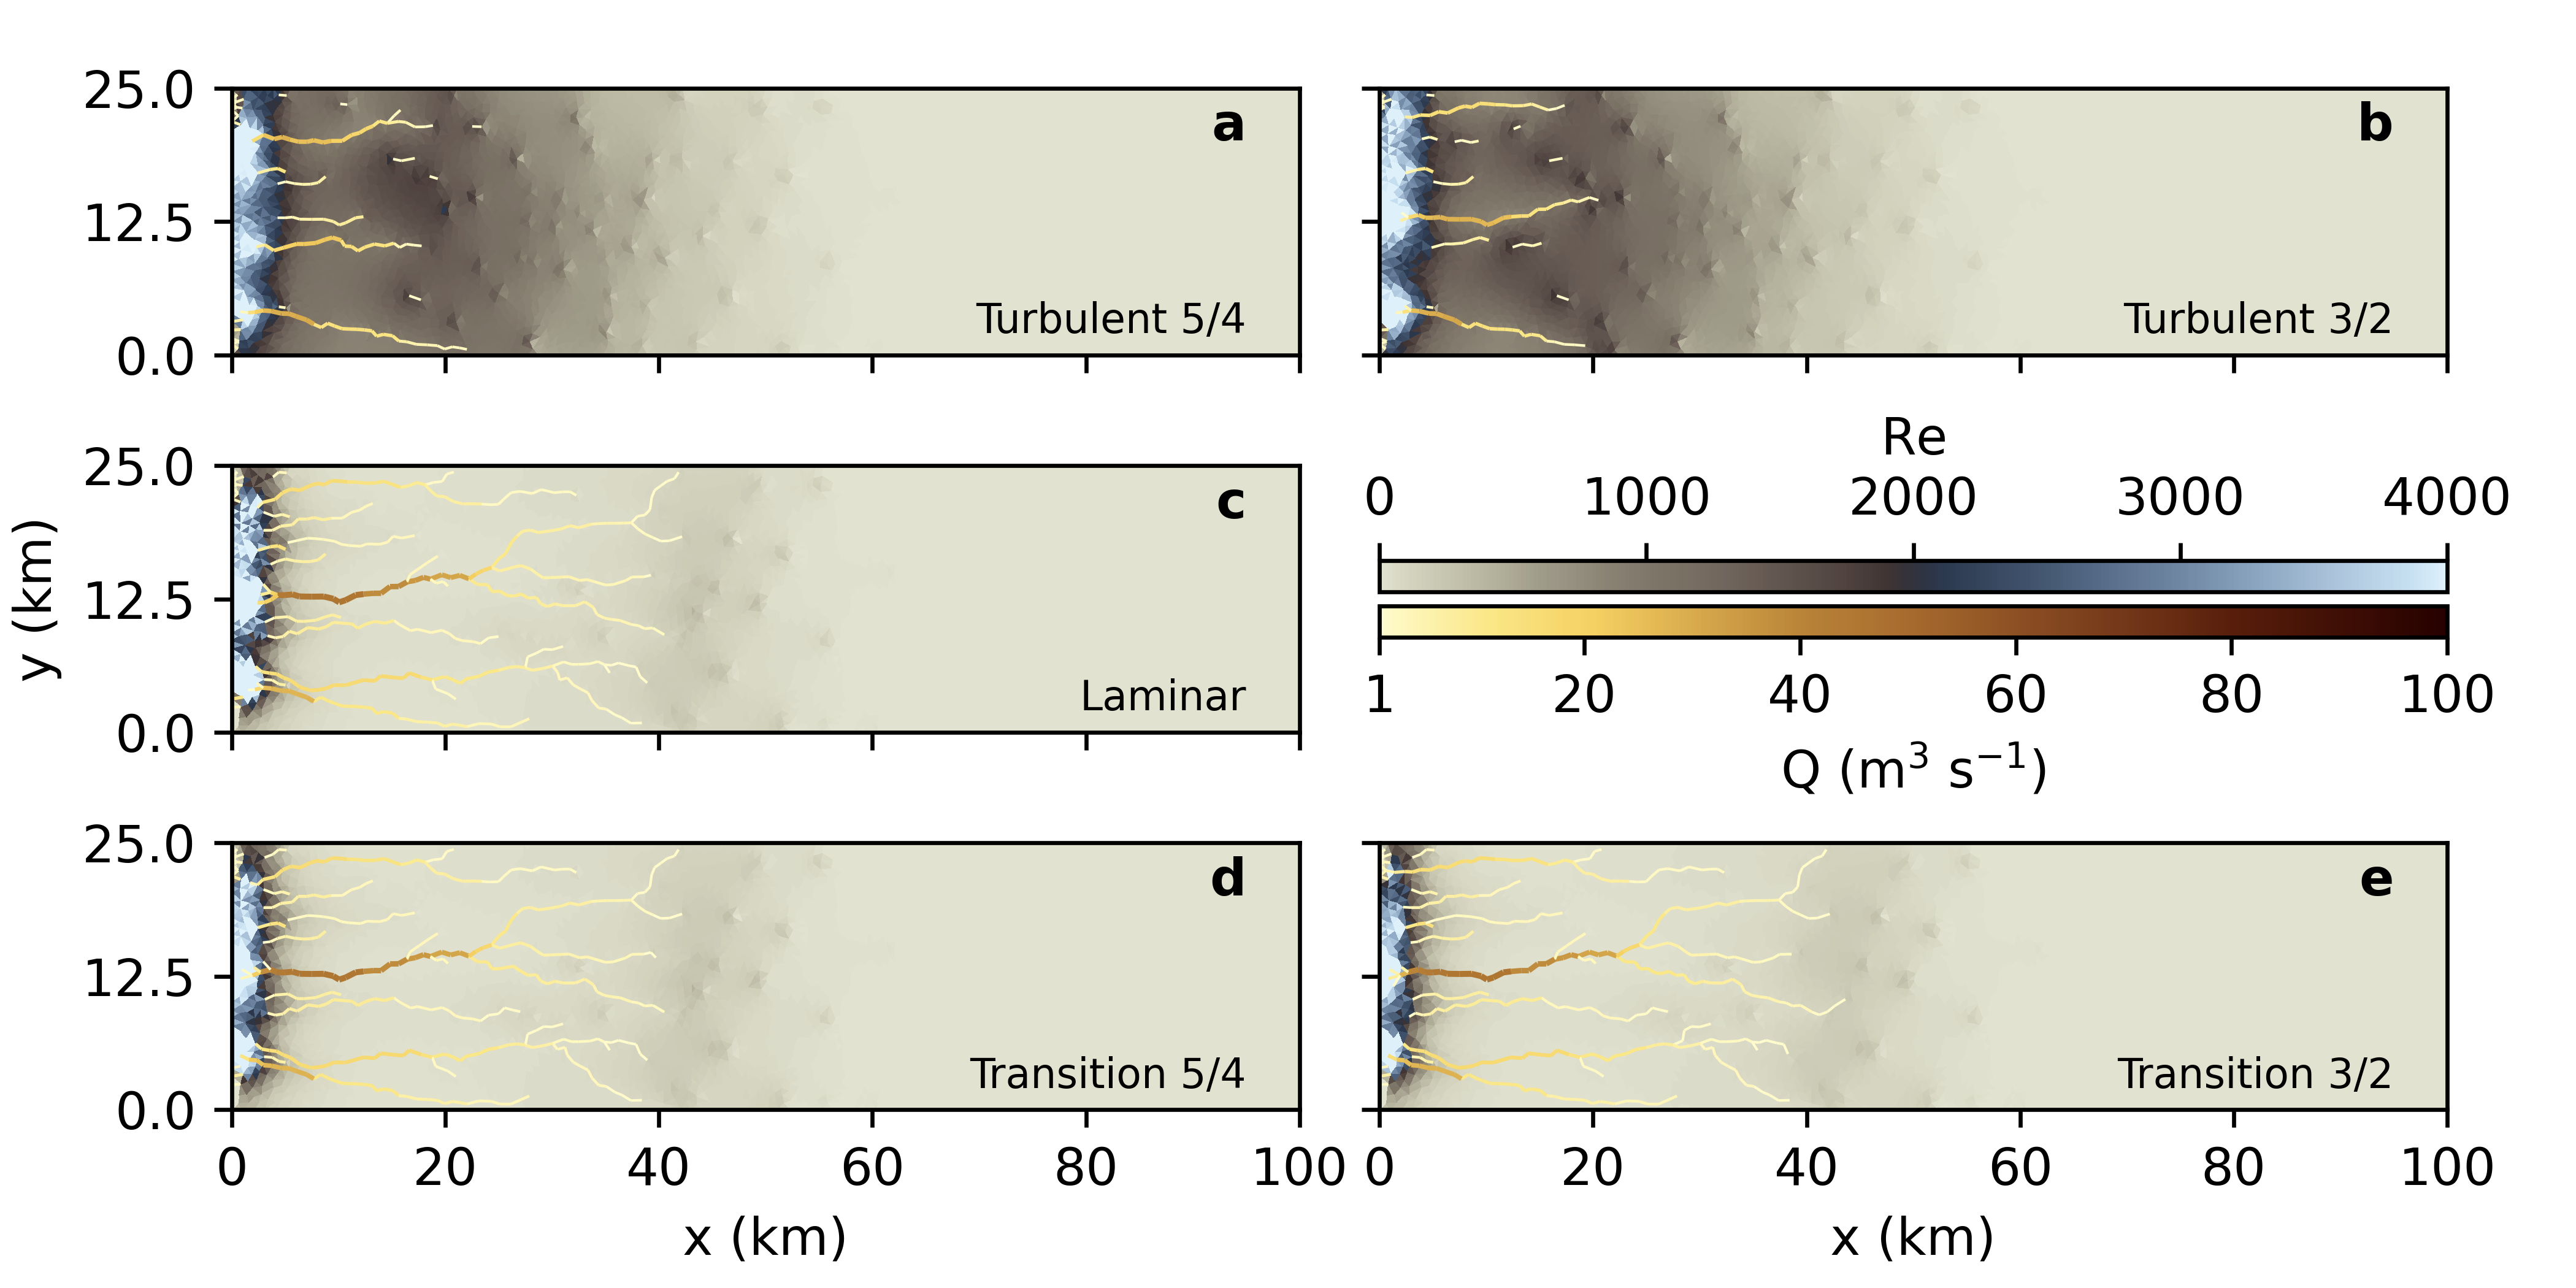 25.0
12.5
0.0
a
Turbulent 5/4
b
Turbulent 3/2
y (km)
25.0
12.5
0.0
c
Laminar
Re
0 1000 2000 3000 4000
1 20 40 60 80 100
Q (m³ s⁻¹)
25.0
12.5
0.0
d
Transition 5/4
e
Transition 3/2
0 20 40 60 80 100
0 20 40 60 80 100
x (km)
x (km)